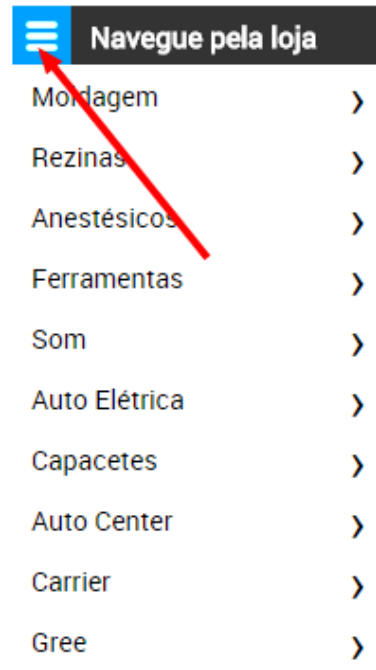 Navegue pela loja
Moldagem
Rezinas
Anestésicos
Ferramentas
Som
Auto Elétrica
Capacetes
Auto Center
Carrier
Gree